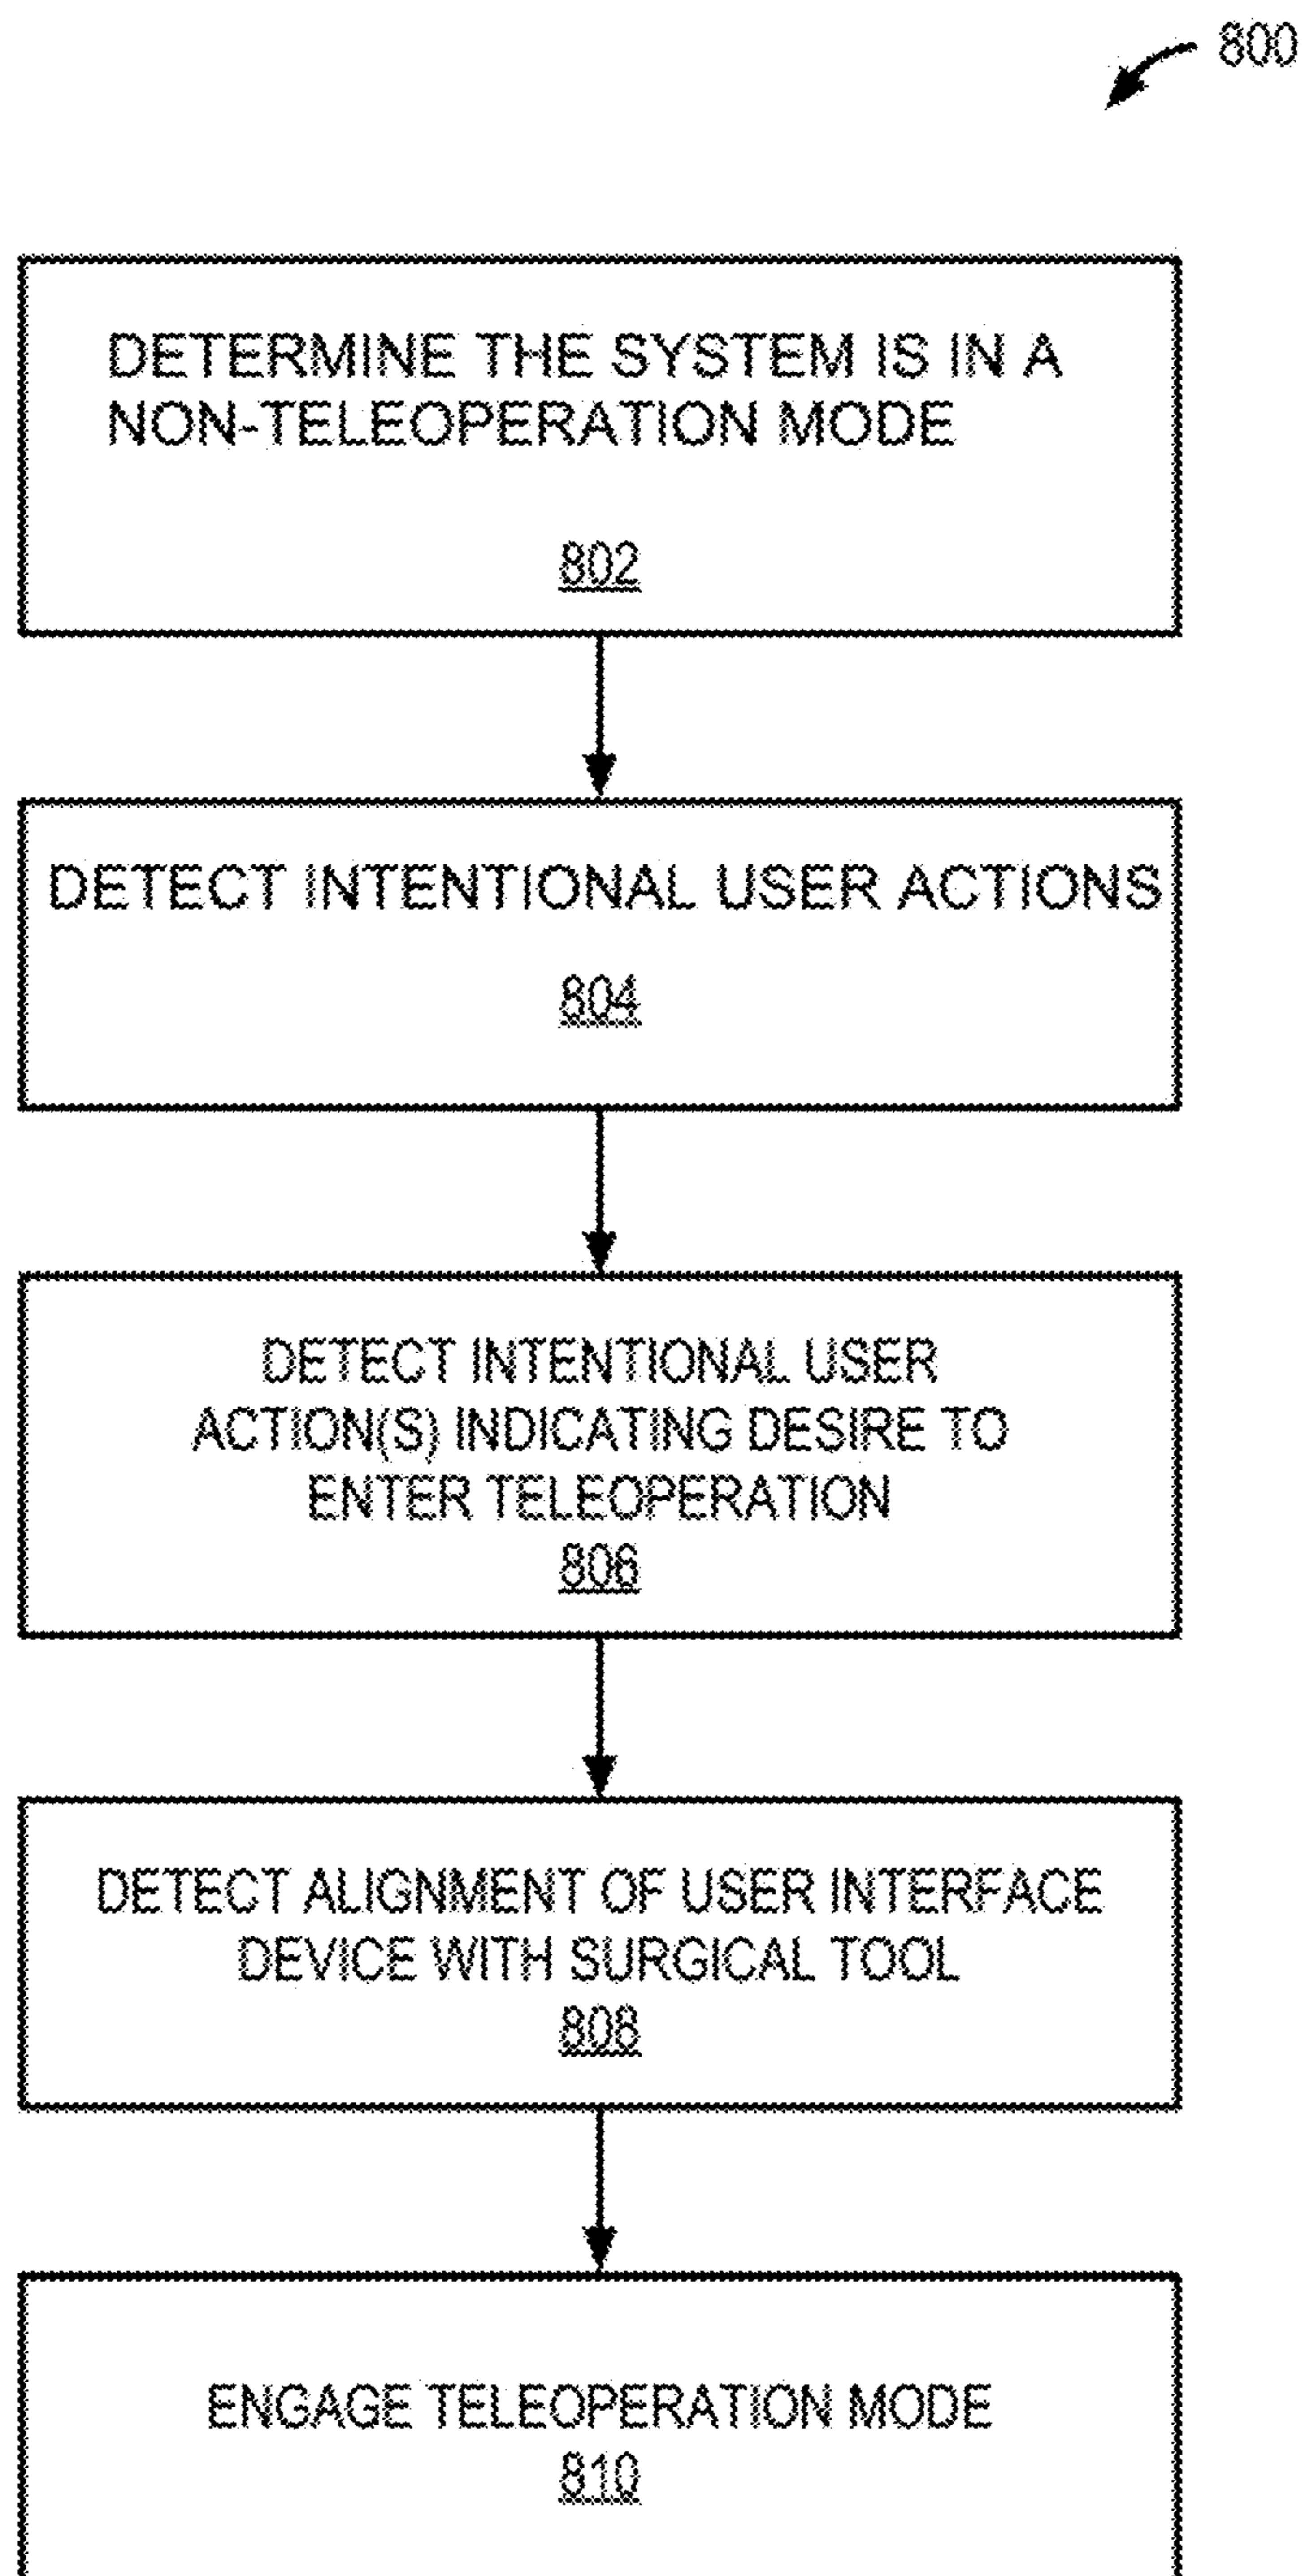 800
DETERMINE THE SYSTEM IS IN A
NON-TELEOPERATION MODE
802
DETECT INTENTIONAL USER ACTIONS
804
DETECT INTENTIONAL USER
ACTION(S) INDICATING DESIRE TO
ENTER TELEOPERATION
806
DETECT ALIGNMENT OF USER INTERFACE
DEVICE WITH SURGICAL TOOL
808
ENGAGE TELEOPERATION MODE
810